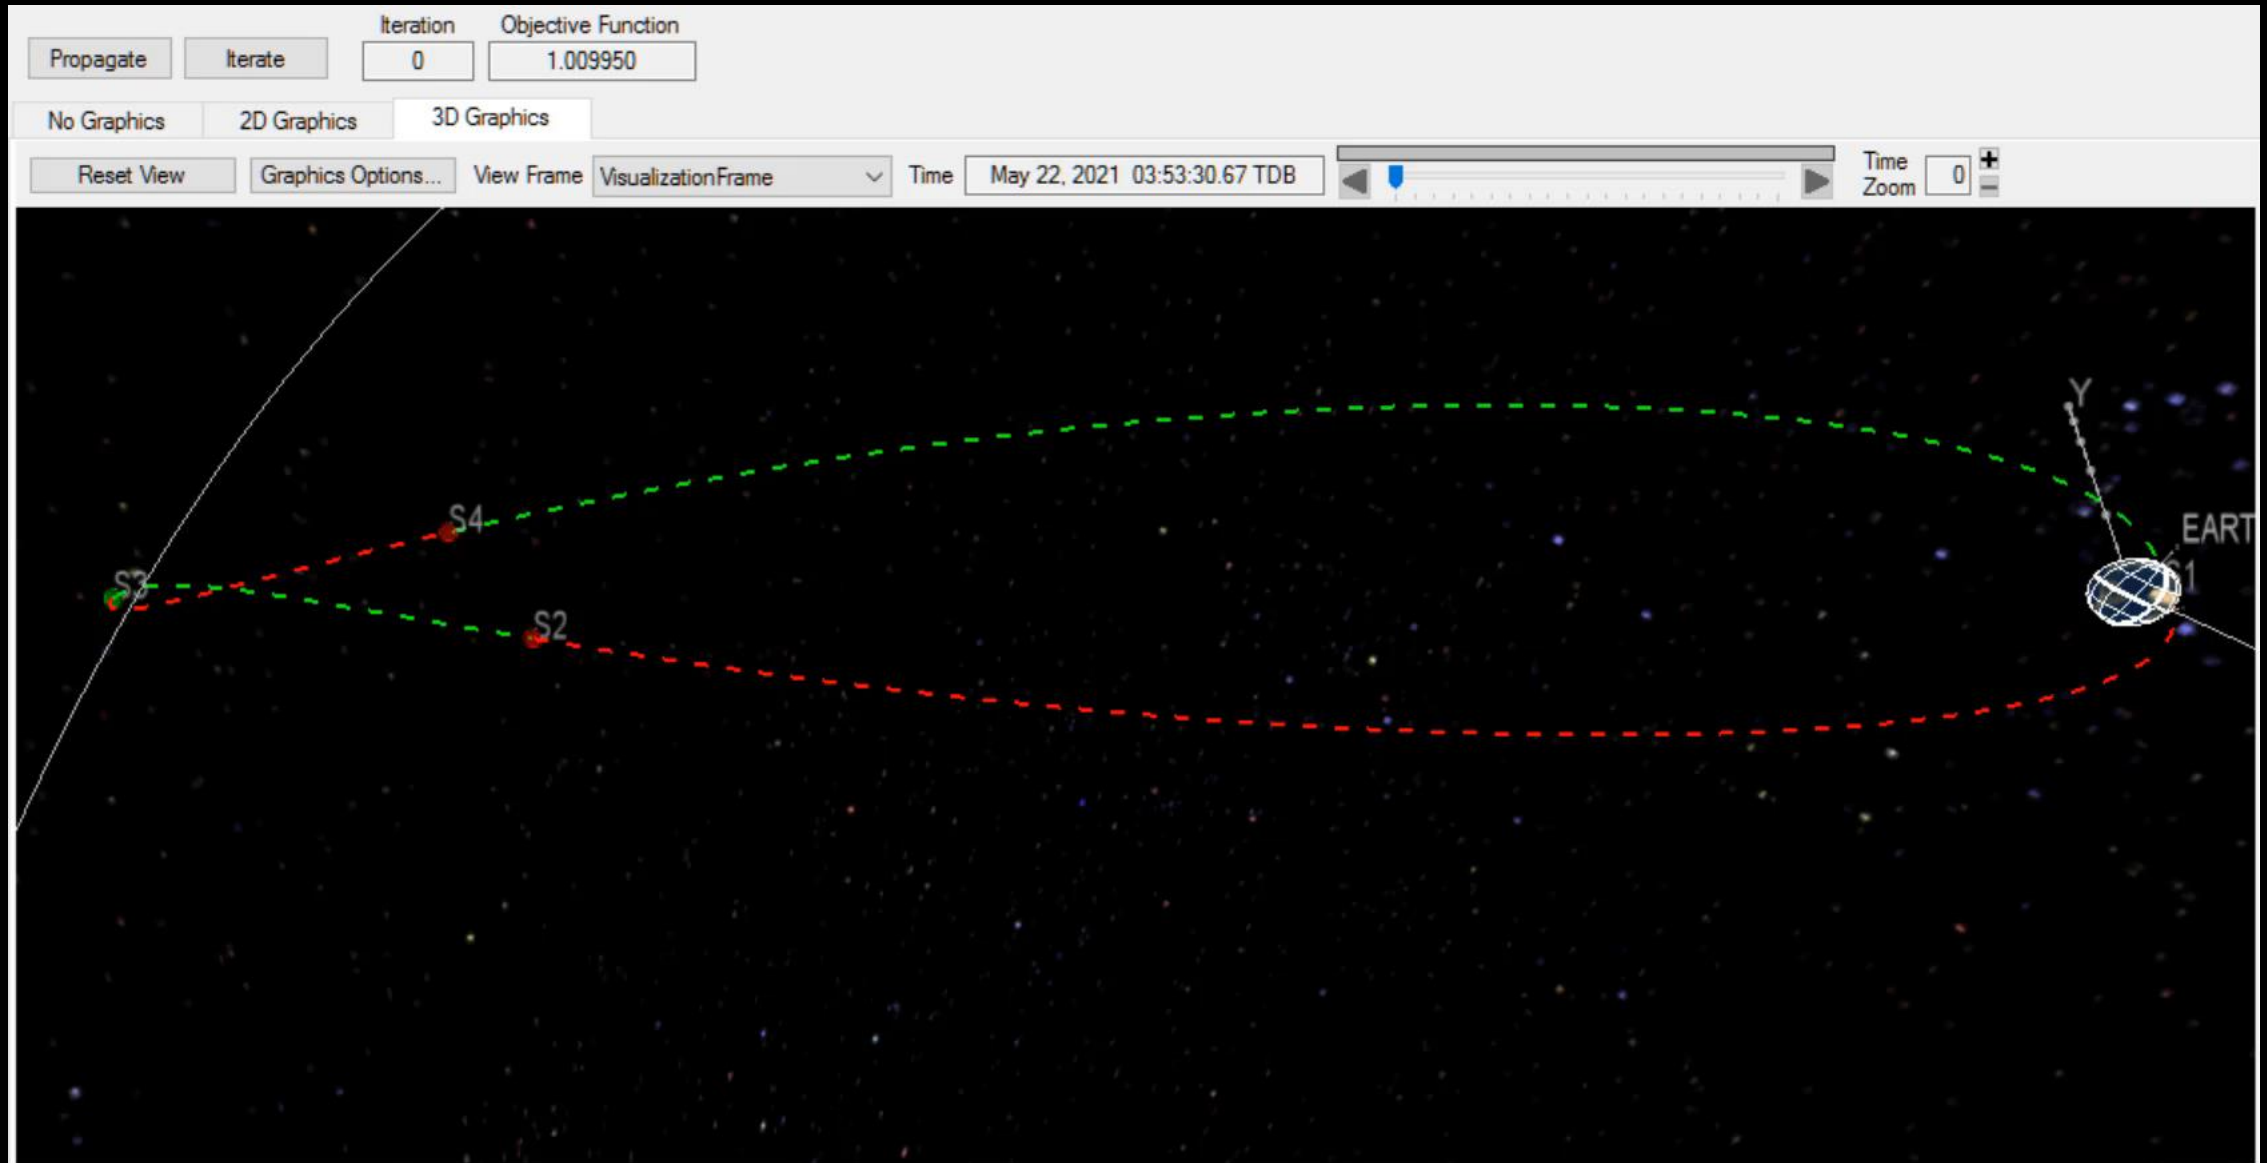 Iteration Objective Function
Propagate Iterate 0 1.009950
No Graphics 2D Graphics 3D Graphics
Reset View Graphics Options... View Frame VisualizationFrame Time May 22, 2021 03:53:30.67 TDB Time Zoom 0
Y
S4
EART
S3
S1
S2